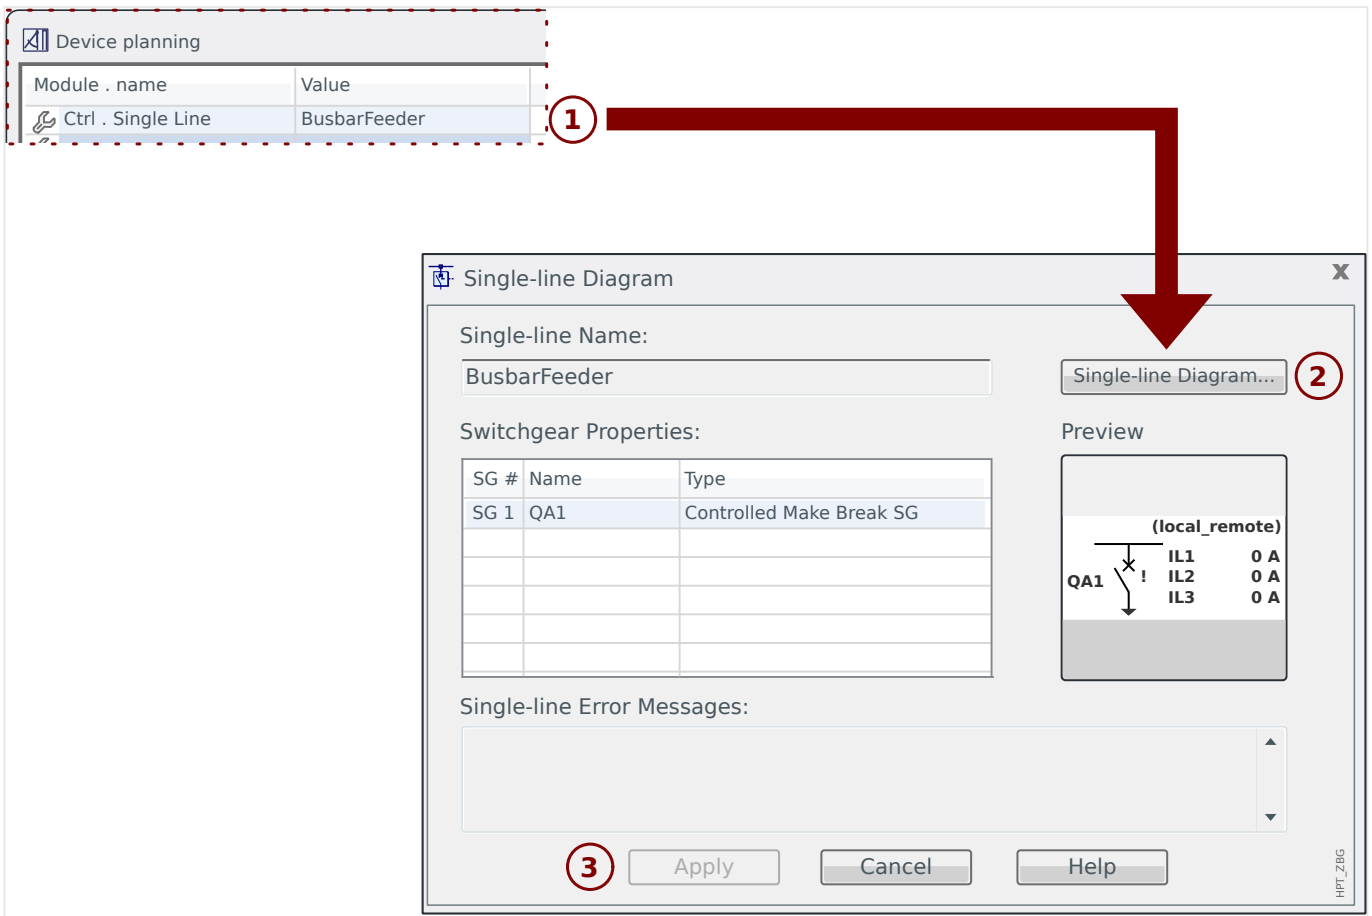 Device planning
Module . name Value
Ctrl . Single Line BusbarFeeder
1
Single-line Diagram X
Single-line Name:
BusbarFeeder
Single-line Diagram...
2
Switchgear Properties:
Preview
SG # Name Type
SG 1 QA1 Controlled Make Break SG
(local_remote)
IL1 0 A
QA1 ! IL2 0 A
IL3 0 A
Single-line Error Messages:
3
Apply Cancel Help
HPT_ZBG